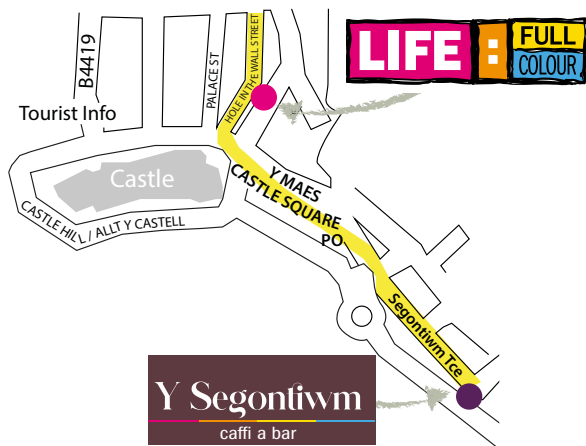 B4419
PALACE ST
HOLE IN THE WALL STREET
LIFE : FULL
COLOUR
Tourist Info
Castle
Y MAES
CASTLE SQUARE
PO
CASTLE HILL / ALLT Y CASTELL
Segontiwm Tce
Y Segontiwm
caffi a bar